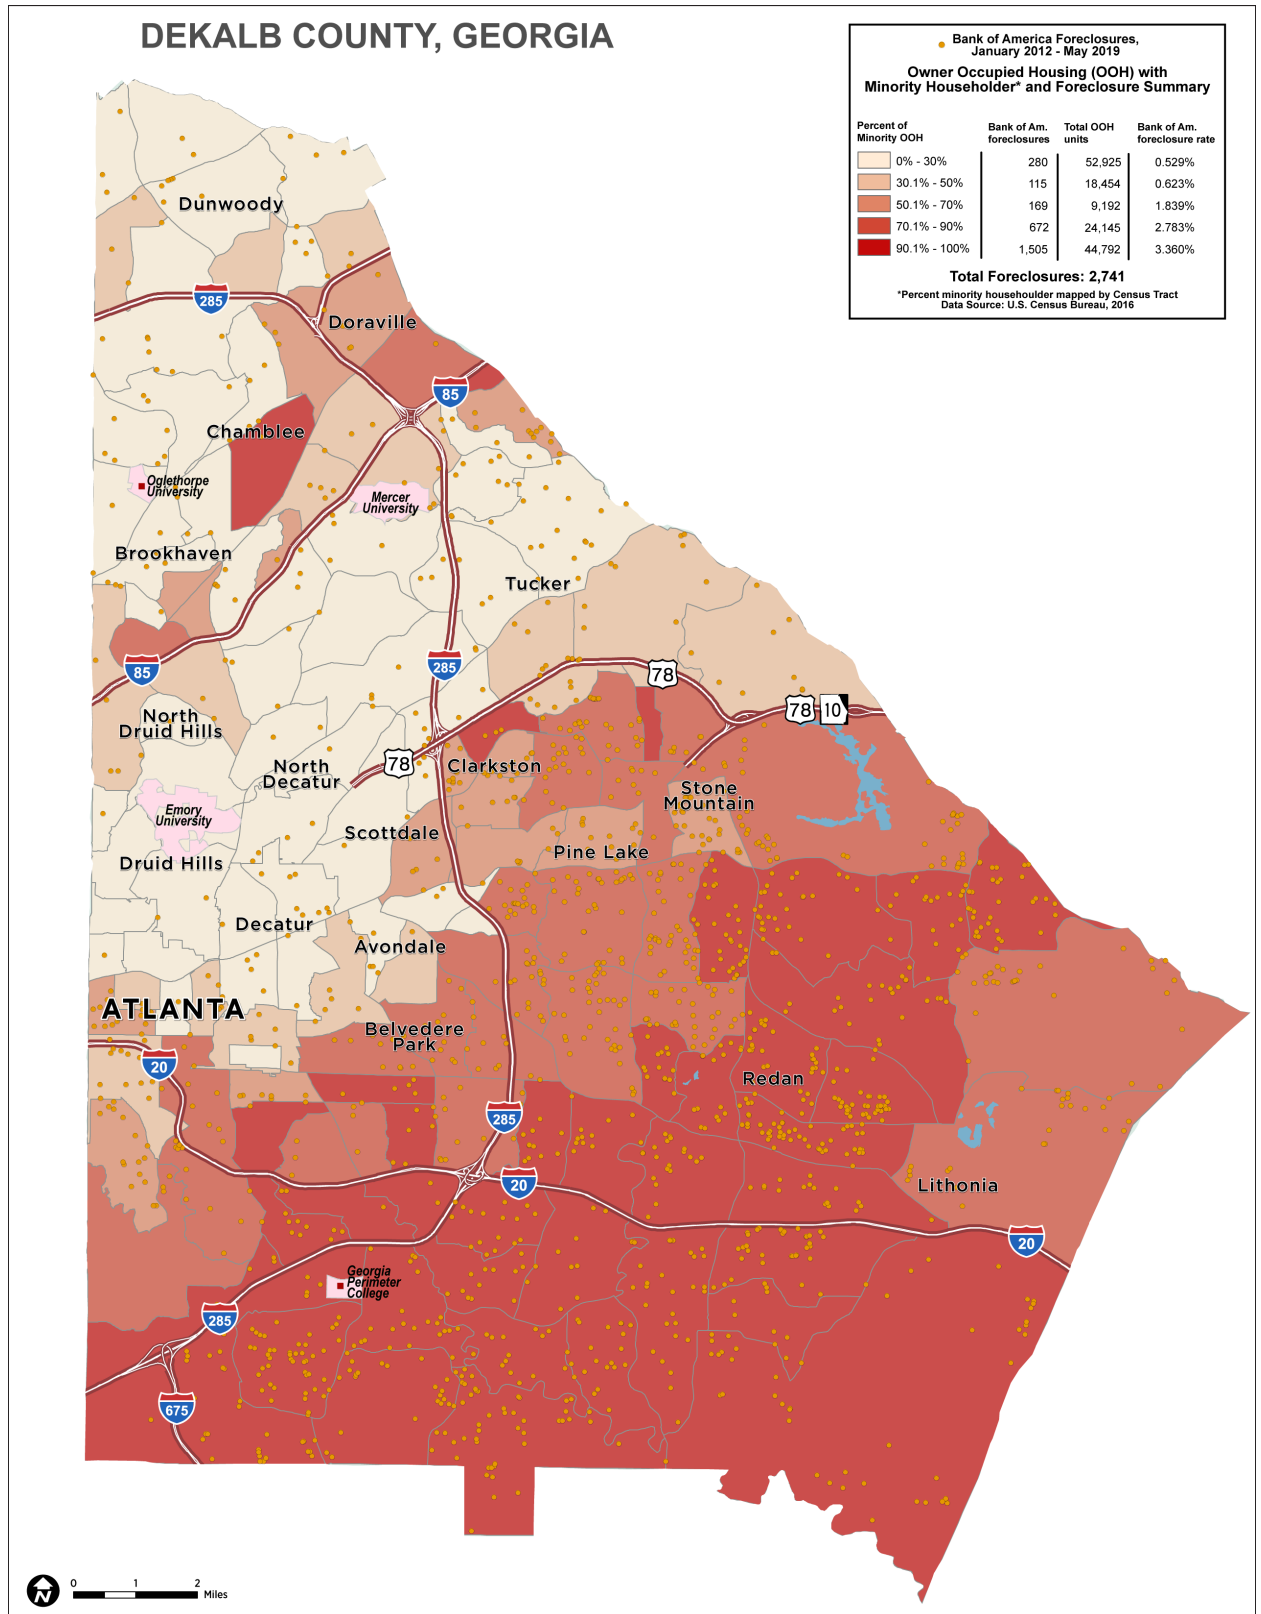 DEKALB COUNTY, GEORGIA
Bank of America Foreclosures,
January 2012 - May 2019
Owner Occupied Housing (OOH) with
Minority Householder* and Foreclosure Summary
Percent of
Minority OOH
Bank of Am.
foreclosures
Total OOH
units
Bank of Am.
foreclosure rate
0% - 30% 280 52,925 0.529%
30.1% - 50% 115 18,454 0.623%
50.1% - 70% 169 9,192 1.839%
70.1% - 90% 672 24,145 2.783%
90.1% - 100% 1,505 44,792 3.360%
Total Foreclosures: 2,741
*Percent minority househoulder mapped by Census Tract
Data Source: U.S. Census Bureau, 2016
Dunwoody
285
Doraville
85
Chamblee
Oglethorpe
University
Mercer
University
Brookhaven
Tucker
285
85
78
78
10
North
Druid Hills
78
North
Decatur
Clarkston
Stone
Mountain
Emory
University
Scottdale
Pine Lake
Druid Hills
Decatur
Avondale
ATLANTA
Belvedere
Park
20
Redan
285
20
Lithonia
20
Georgia
Perimeter
College
285
675
N
0 1 2
Miles